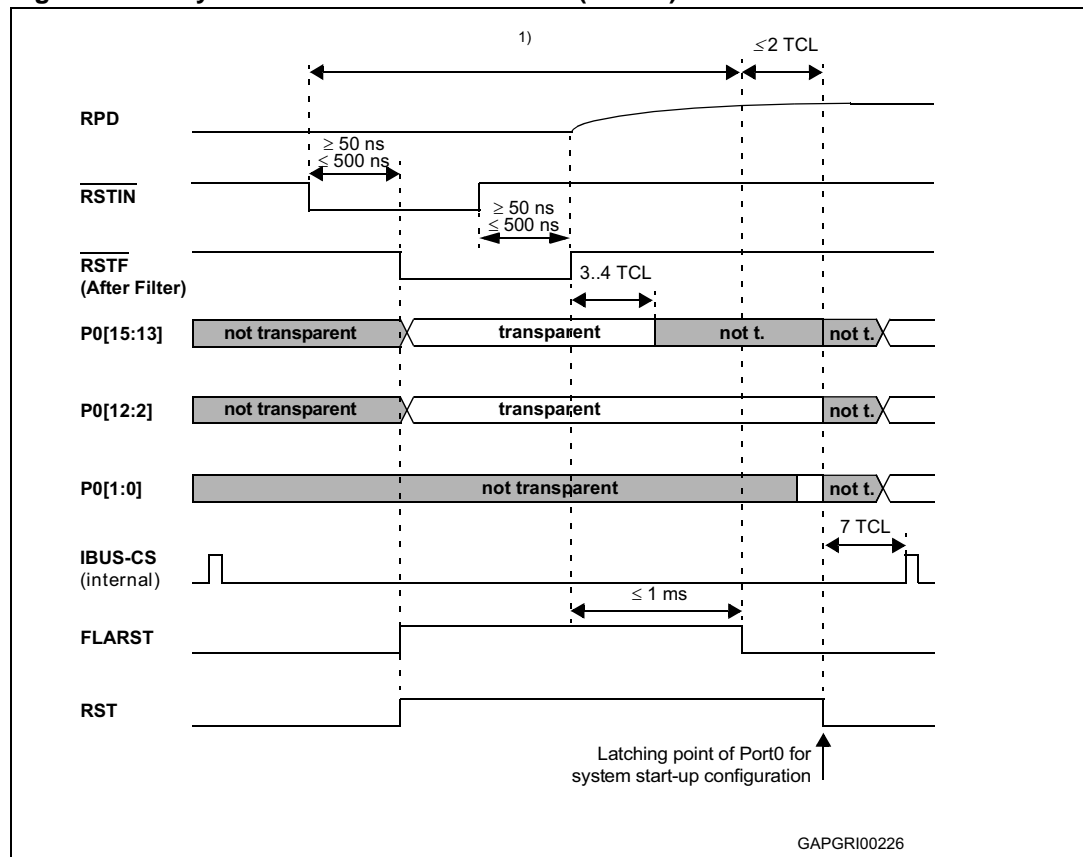 1)
≤2 TCL
RPD
≥ 50 ns
≤ 500 ns
RSTIN
≥ 50 ns
≤ 500 ns
RSTF
(After Filter)
3..4 TCL
P0[15:13]
not transparent
transparent
not t.
not t.
P0[12:2]
not transparent
transparent
not t.
P0[1:0]
not transparent
not t.
7 TCL
IBUS-CS
(internal)
≤ 1 ms
FLARST
RST
Latching point of Port0 for
system start-up configuration
GAPGRI00226